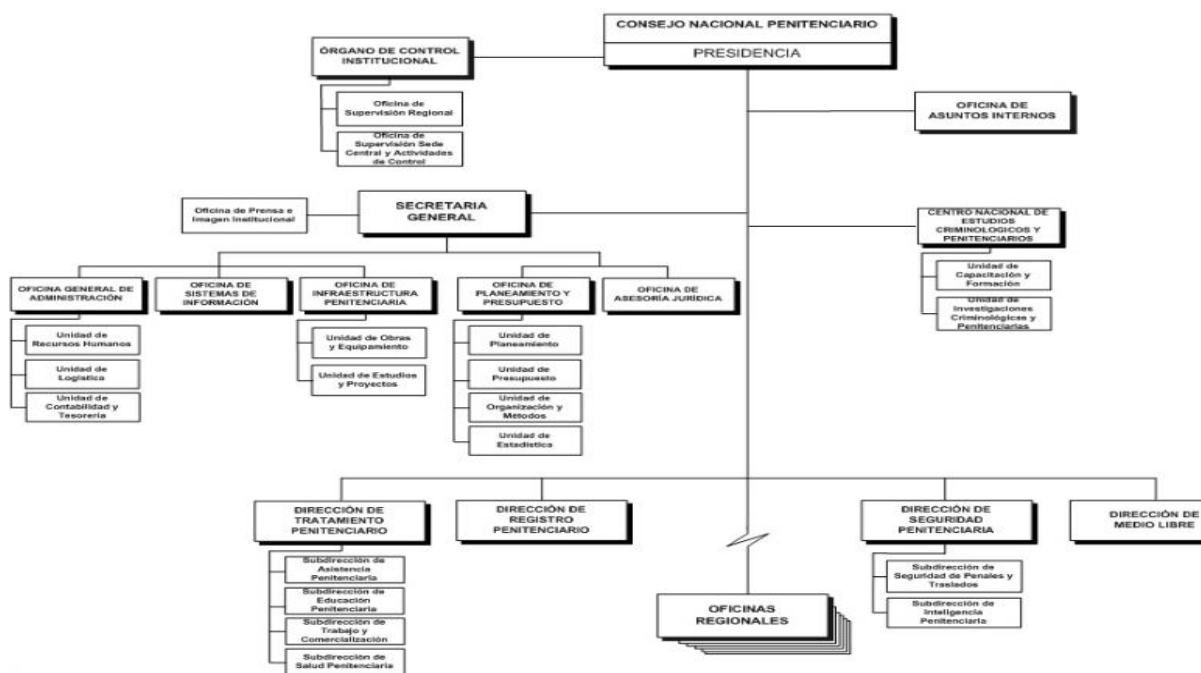 CONSEJO NACIONAL PENITENCIARIO
PRESIDENCIA
ÓRGANO DE CONTROL
INSTITUCIONAL
Oficina de
Supervisión Regional
Oficina de
Supervisión Sede
Central y Actividades
de Control
OFICINA DE
ASUNTOS INTERNOS
Oficina de Prensa e
Imagen Institucional
SECRETARIA
GENERAL
CENTRO NACIONAL DE
ESTUDIOS
CRIMINOLOGICOS Y
PENITENCIARIOS
Unidad de
Capacitación y
Formación
Unidad de
Investigaciones
Criminológicas y
Penitenciarias
OFICINA GENERAL DE
ADMINISTRACIÓN
Unidad de
Recursos Humanos
Unidad de
Logística
Unidad de
Contabilidad y
Tesorería
OFICINA DE
SISTEMAS DE
INFORMACIÓN
OFICINA DE
INFRAESTRUCTURA
PENITENCIARIA
Unidad de Obras
y Equipamiento
Unidad de Estudios
y Proyectos
OFICINA DE
PLANEAMIENTO Y
PRESUPUESTO
Unidad de
Planeamiento
Unidad de
Presupuesto
Unidad de
Organización y
Métodos
Unidad de
Estadística
OFICINA DE
ASESORÍA JURÍDICA
DIRECCIÓN DE
TRATAMIENTO
PENITENCIARIO
Subdirección de
Asistencia
Penitenciaria
Subdirección de
Educación
Penitenciaria
Subdirección de
Trabajo y
Comercialización
Subdirección de
Salud Penitenciaria
DIRECCIÓN DE
REGISTRO
PENITENCIARIO
OFICINAS
REGIONALES
DIRECCIÓN DE
SEGURIDAD
PENITENCIARIA
Subdirección de
Seguridad de Penales y
Traslados
Subdirección de
Inteligencia
Penitenciaria
DIRECCIÓN DE
MEDIO LIBRE